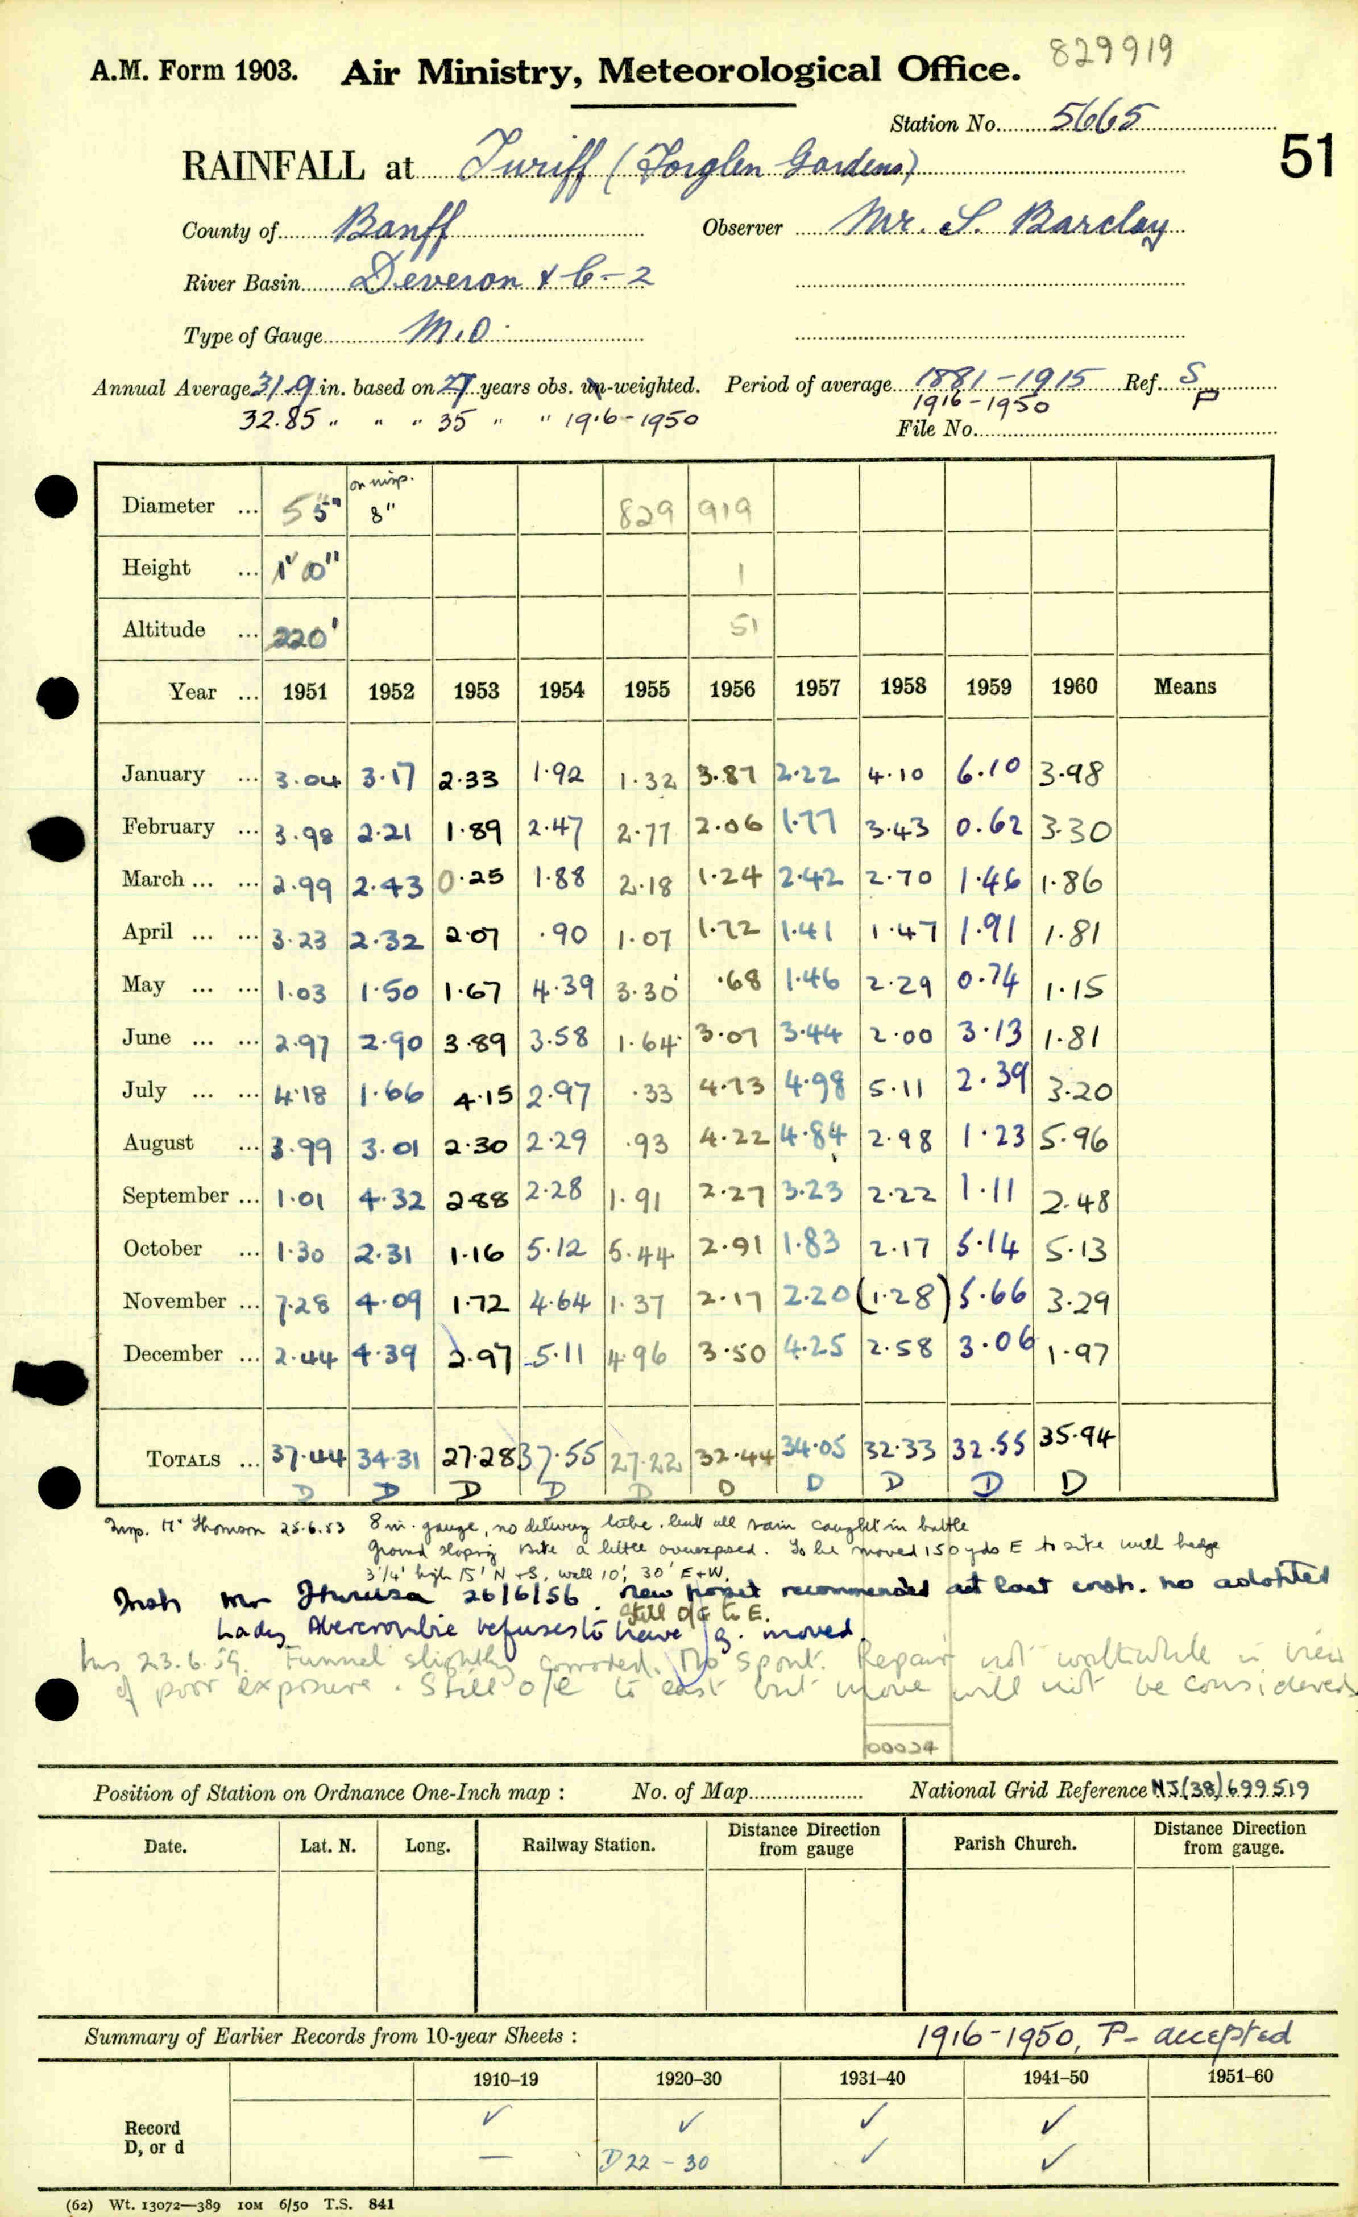 829919
A.M. Form 1903. Air Ministry, Meteorological Office.
Station No. 5665
51
RAINFALL at Turiff (Forglen Gardens)
County of Banff Observer Mr. S. Barclay
River Basin Deveron & C-2
Type of Gauge M.O.
Annual Average 31.9 in. based on 27 years obs. un-weighted. Period of average 1881-1915 Ref. S
32.85 " " " 35 " " 1916-1950 1916-1950 P
File No.
on insp.
Diameter ... 5 5" 8" 829 919
Height ... 1' 0" 1
Altitude ... 220' 51
Year ... 1951 1952 1953 1954 1955 1956 1957 1958 1959 1960 Means
January ... 3.04 3.17 2.33 1.92 1.32 3.87 2.22 4.10 6.10 3.98
February ... 3.98 2.21 1.89 2.47 2.77 2.06 1.77 3.43 0.62 3.30
March ... ... 2.99 2.43 0.25 1.88 2.18 1.24 2.42 2.70 1.46 1.86
April ... ... 3.23 2.32 2.07 .90 1.07 1.72 1.41 1.47 1.91 1.81
May ... ... 1.03 1.50 1.67 4.39 3.30 .68 1.46 2.29 0.74 1.15
June ... ... 2.97 2.90 3.89 3.58 1.64 3.07 3.44 2.00 3.13 1.81
July ... ... 4.18 1.66 4.15 2.97 .33 4.73 4.98 5.11 2.39 3.20
August ... 3.99 3.01 2.30 2.29 .93 4.22 4.84 2.98 1.23 5.96
September ... 1.01 4.32 2.88 2.28 1.91 2.27 3.23 2.22 1.11 2.48
October ... 1.30 2.31 1.16 5.12 5.44 2.91 1.83 2.17 5.14 5.13
November ... 7.28 4.09 1.72 4.64 1.37 2.17 2.20 (1.28) 5.66 3.29
December ... 2.44 4.39 2.97 5.11 4.96 3.50 4.25 2.58 3.06 1.97
TOTALS ... 37.44 34.31 27.28 37.55 27.22 32.44 34.05 32.33 32.55 35.94
D D D D D D D D D D
Insp. Mr Thomson 25.6.53 8 in. gauge, no delivery tube, but all rain caught in bottle
Ground sloping site a little overexposed. To be moved 150 yds E to site well hedge
3'/4' high 15' N + S, wall 10', 30' E + W.
Insp Mr 26/6/56. New recommended at last insp. no adopted
Still o/e to E.
Lady Abercrombie refuses to have g. moved
Ins 23.6.59. Funnel slightly corroded. No spout. Repair not worthwhile in view
of poor exposure. Still o/e to east but move will not be considered
00024
Position of Station on Ordnance One-Inch map : No. of Map National Grid Reference NJ(38)699519
Date. Lat. N. Long. Railway Station. Distance Direction from gauge Parish Church. Distance Direction from gauge.
Summary of Earlier Records from 10-year Sheets : 1916-1950, P- accepted
1910–19 1920–30 1931–40 1941–50 1951–60
Record ✓ ✓ ✓ ✓
D, or d — D 22 - 30 ✓ ✓
(62) Wt. 13072—389 10M 6/50 T.S. 841